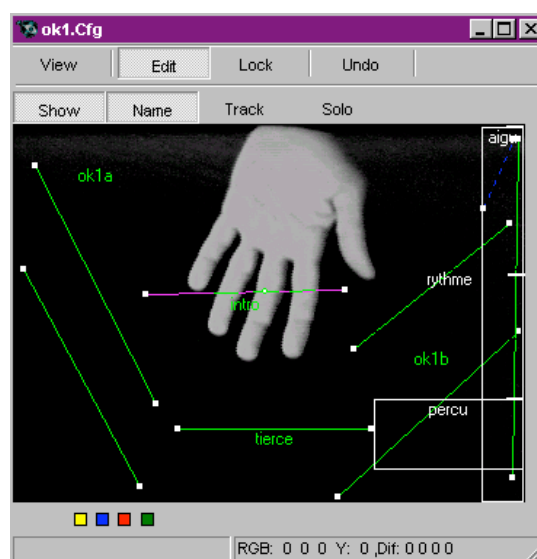 ok1.Cfg
View Edit Lock Undo
Show Name Track Solo
aigu
ok1a
rythme
intro
ok1b
percu
tierce
RGB: 0 0 0 Y: 0 ,Dif: 0 0 0 0